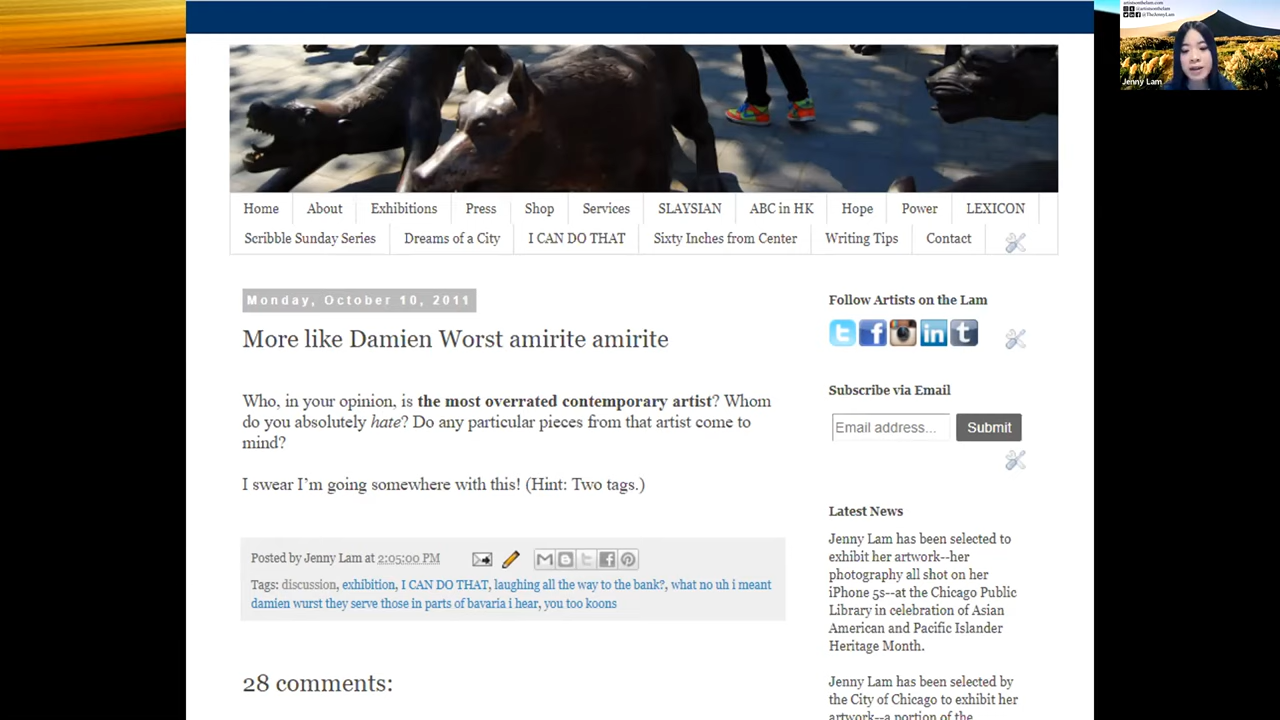 artistsonthelam.com
@artistsonthelam
@TheJennyLam
Jenny Lam
Home About Exhibitions Press Shop Services SLAYSIAN ABC in HK Hope Power LEXICON
Scribble Sunday Series Dreams of a City I CAN DO THAT Sixty Inches from Center Writing Tips Contact
Monday, October 10, 2011
More like Damien Worst amirite amirite
Who, in your opinion, is the most overrated contemporary artist? Whom
do you absolutely hate? Do any particular pieces from that artist come to
mind?
I swear I’m going somewhere with this! (Hint: Two tags.)
Posted by Jenny Lam at 2:05:00 PM
Tags: discussion, exhibition, I CAN DO THAT, laughing all the way to the bank?, what no uh i meant
damien wurst they serve those in parts of bavaria i hear, you too koons
28 comments:
Follow Artists on the Lam
Subscribe via Email
Email address...
Submit
Latest News
Jenny Lam has been selected to
exhibit her artwork--her
photography all shot on her
iPhone 5s--at the Chicago Public
Library in celebration of Asian
American and Pacific Islander
Heritage Month.
Jenny Lam has been selected by
the City of Chicago to exhibit her
artwork--a portion of the